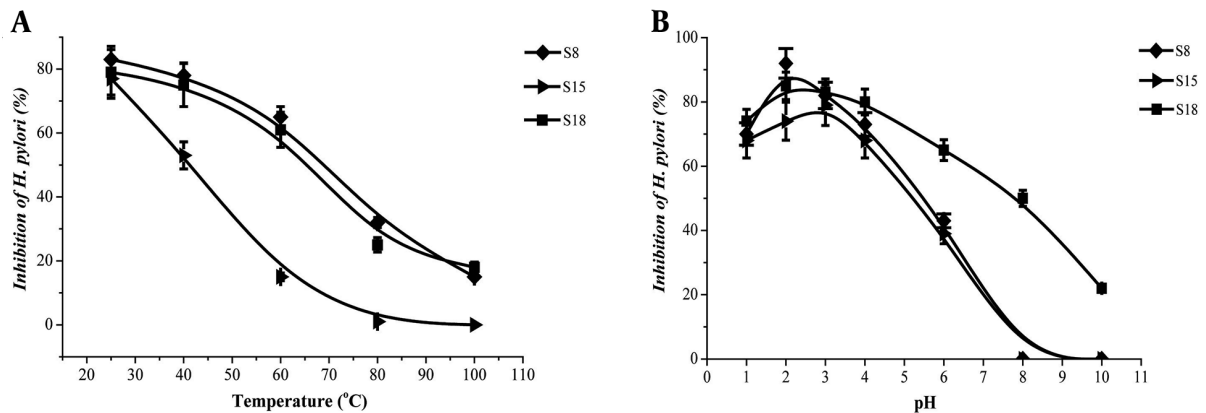 A
80
60
40
20
0
20 30 40 50 60 70 80 90 100 110
Temperature (°C)
Inhibition of H. pylori (%)
S8
S15
S18
B
100
80
60
40
20
0
0 1 2 3 4 5 6 7 8 9 10 11
pH
Inhibition of H. pylori (%)
S8
S15
S18